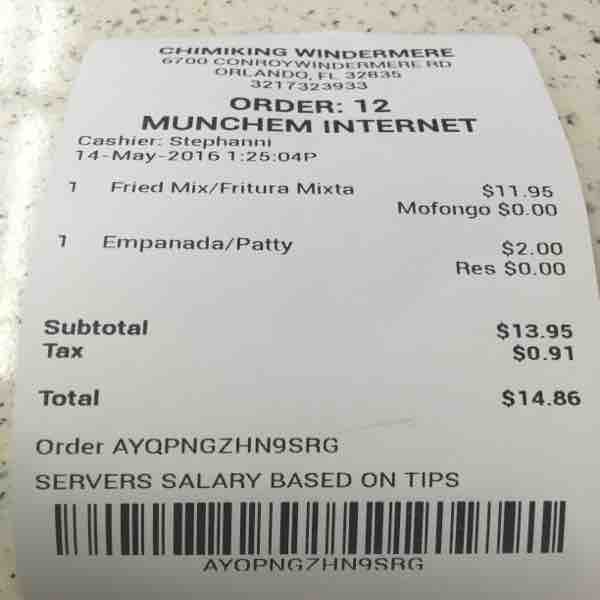 CHIMIKING WINDERMERE
6700 CONROYWINDERMERE RD
ORLANDO, FL 32835
3217323933
ORDER: 12
MUNCHEM INTERNET
Cashier: Stephanni
14-May-2016 1:25:04P
1 Fried Mix/Fritura Mixta $11.95
Mofongo $0.00
1 Empanada/Patty $2.00
Res $0.00
Subtotal $13.95
Tax $0.91
Total $14.86
Order AYQPNGZHN9SRG
SERVERS SALARY BASED ON TIPS
AYQPNGZHN9SRG